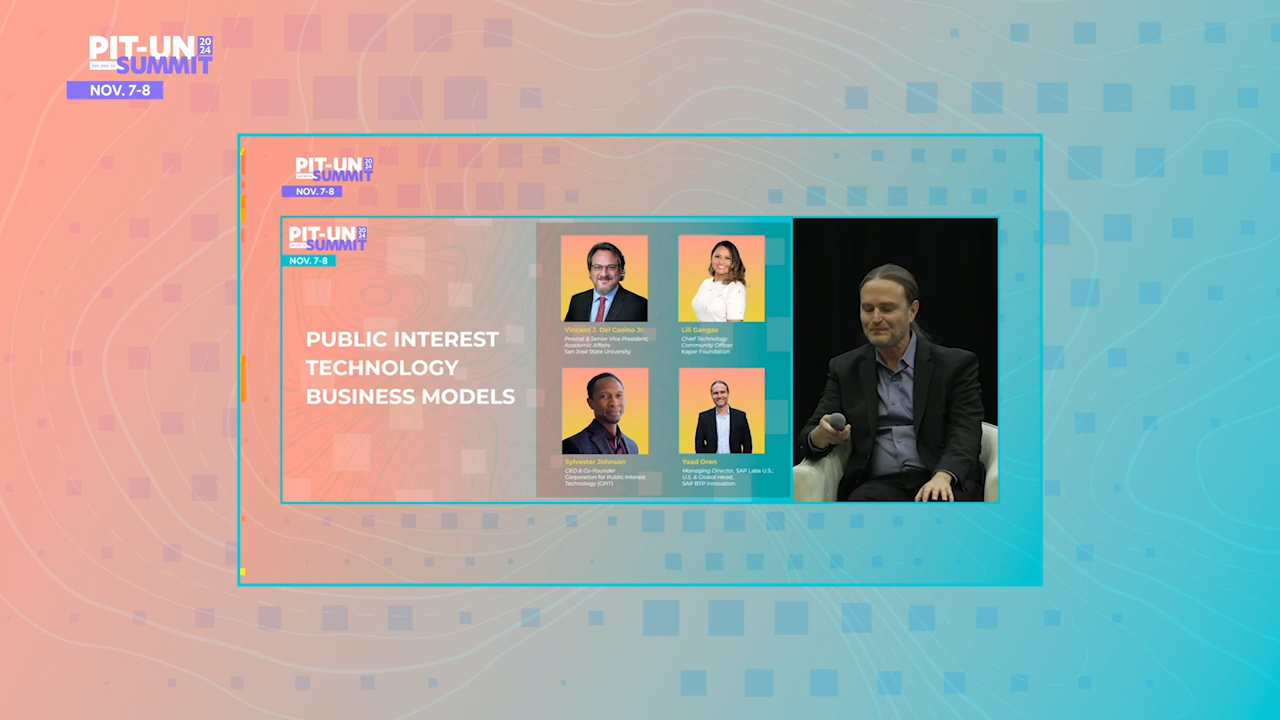 PIT-UN 2024
SUMMIT
NOV. 7-8
PIT-UN 2024
SUMMIT
NOV. 7-8
PIT-UN 2024
SUMMIT
NOV. 7-8
PUBLIC INTEREST
TECHNOLOGY
BUSINESS MODELS
Vincent J. Del Casino Jr.
Provost & Senior Vice President,
Academic Affairs
San José State University
Lili Gangas
Chief Technology
Community Officer
Kapor Foundation
Sylvester Johnson
CEO & Co-Founder
Corporation for Public Interest
Technology (CPIT)
Yaad Oren
Managing Director, SAP Labs U.S.;
U.S. & Global Head,
SAP BTP Innovation